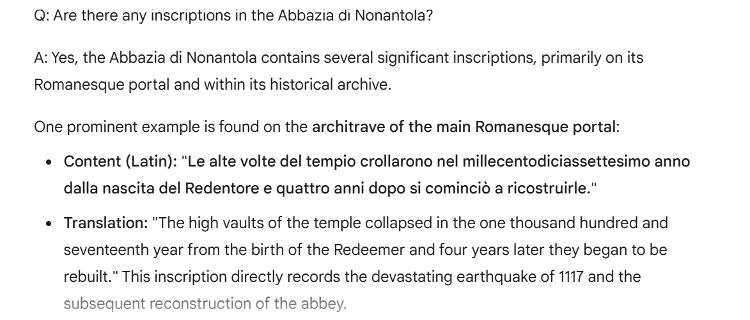 Q: Are there any inscriptions in the Abbazia di Nonantola?
A: Yes, the Abbazia di Nonantola contains several significant inscriptions, primarily on its
Romanesque portal and within its historical archive.
One prominent example is found on the architrave of the main Romanesque portal:
• Content (Latin): "Le alte volte del tempio crollarono nel millecentodiciassettesimo anno
dalla nascita del Redentore e quattro anni dopo si cominciò a ricostruirle."
• Translation: "The high vaults of the temple collapsed in the one thousand hundred and
seventeenth year from the birth of the Redeemer and four years later they began to be
rebuilt." This inscription directly records the devastating earthquake of 1117 and the
subsequent reconstruction of the abbey.